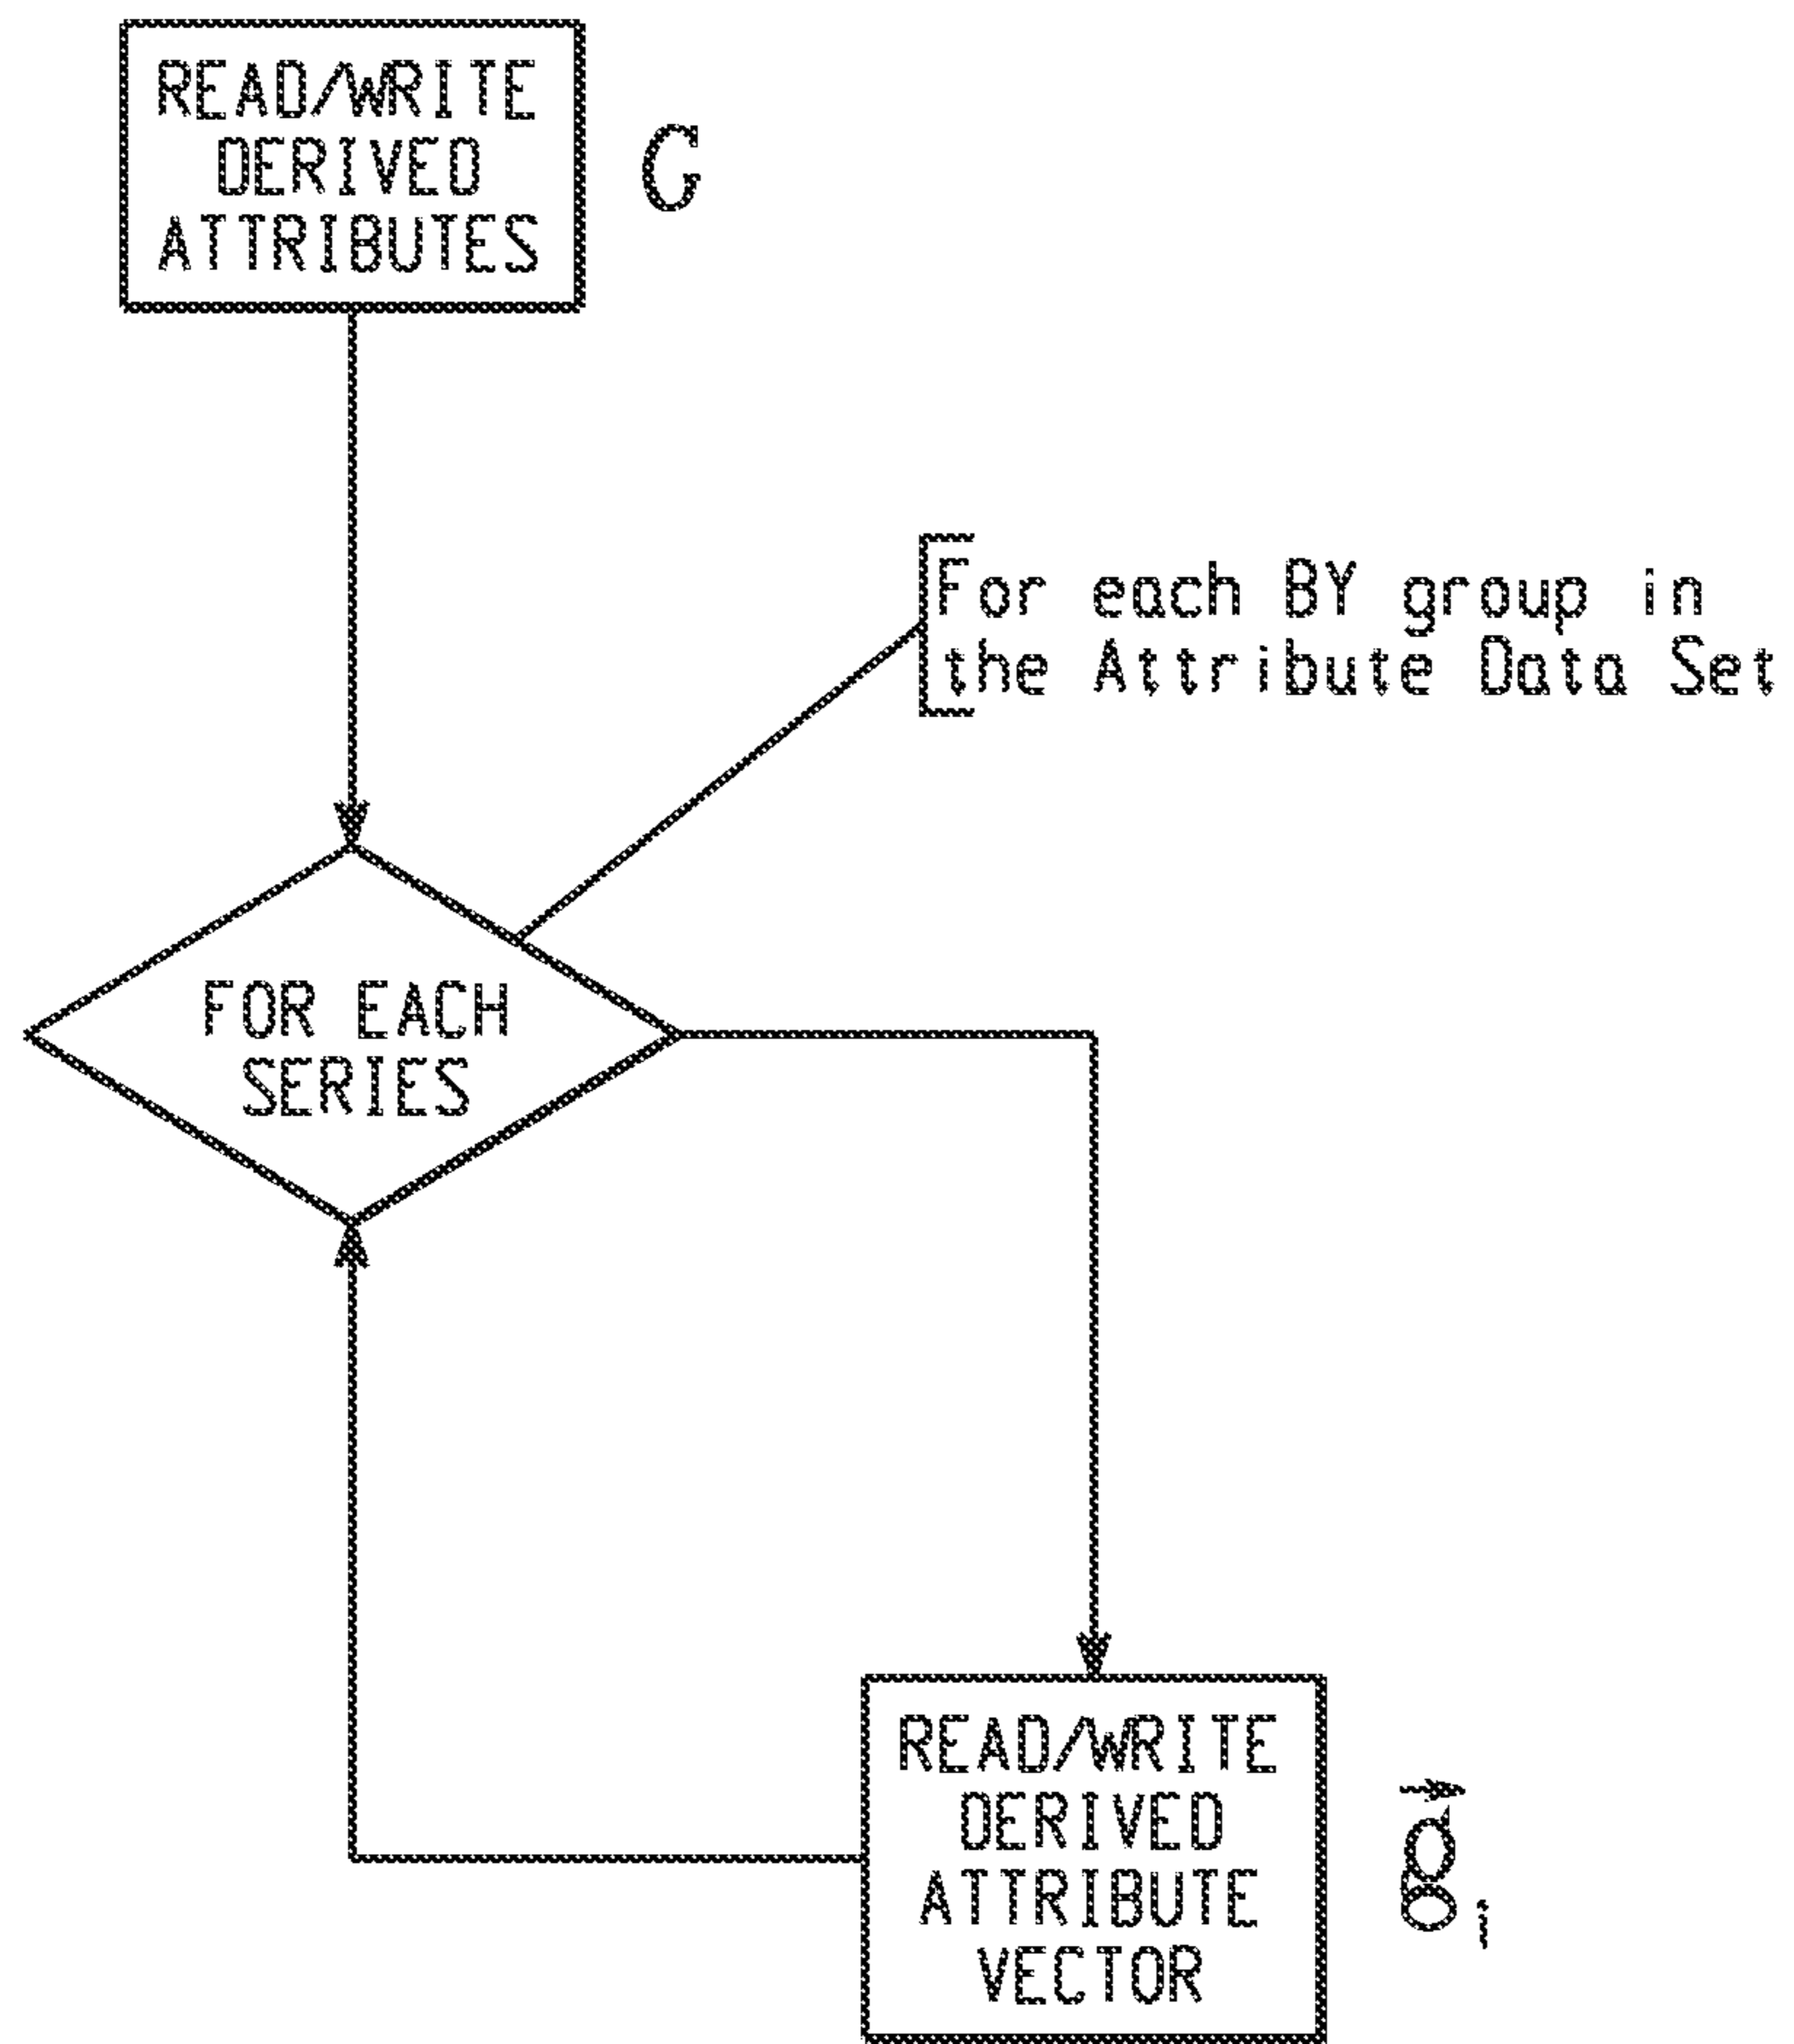 READ/WRITE
DERIVED
ATTRIBUTES
G
For each BY group in
the Attribute Data Set
FOR EACH
SERIES
READ/WRITE
DERIVED
ATTRIBUTE
VECTOR
g⃗ᵢ